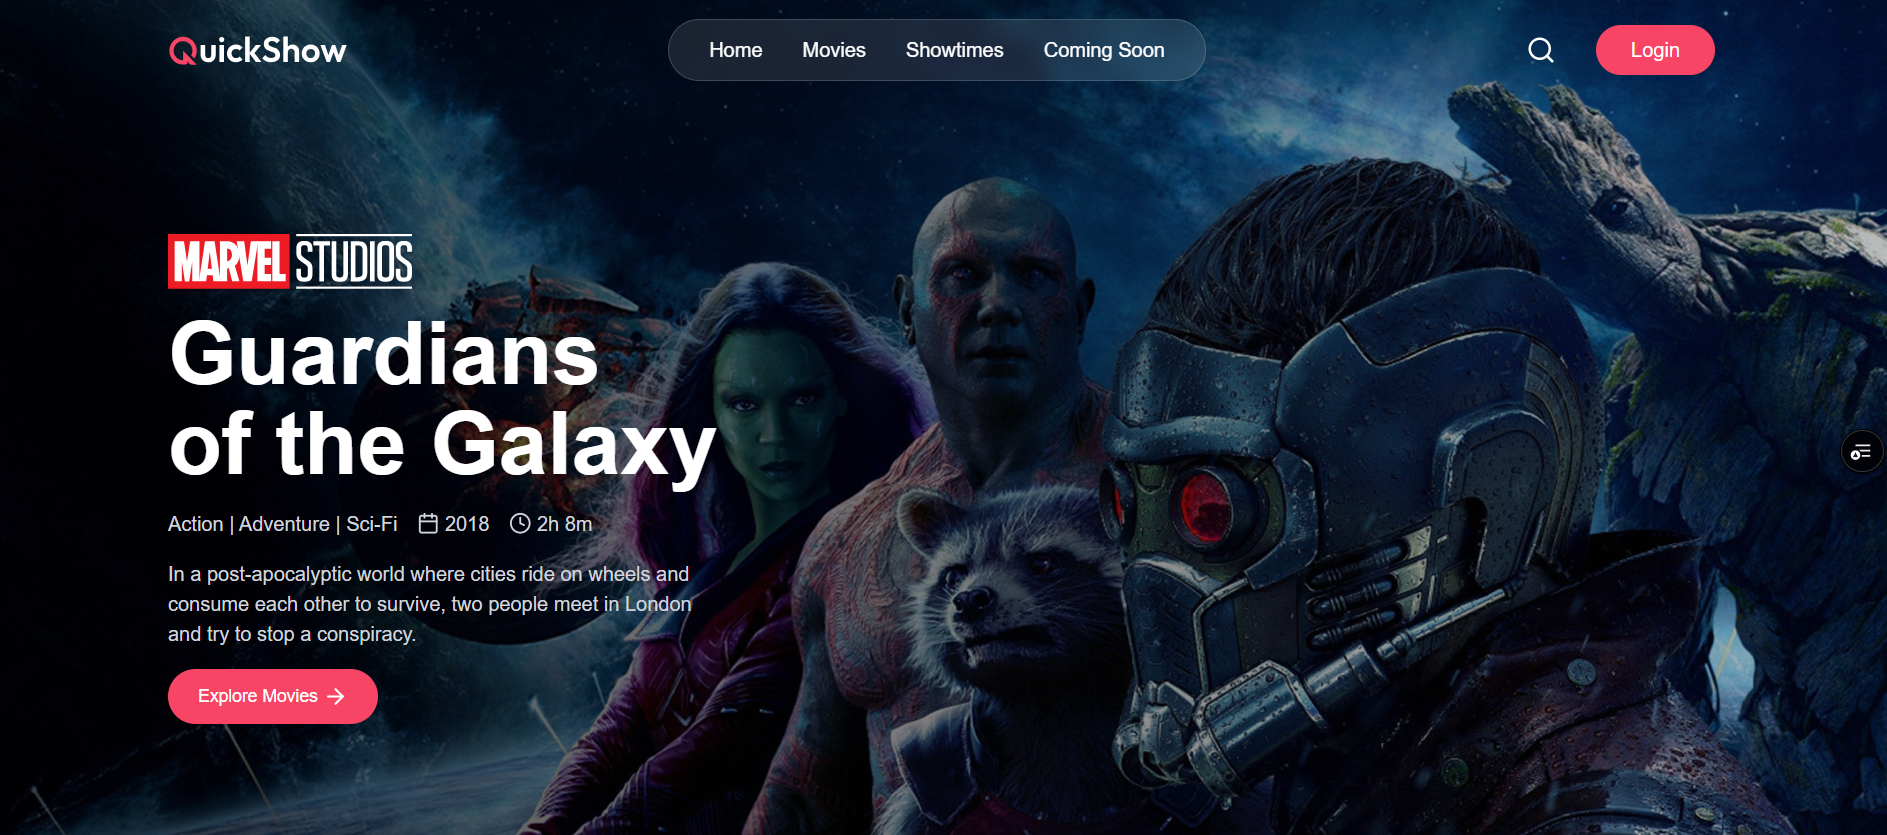 QuickShow
Home Movies Showtimes Coming Soon
Login
MARVEL STUDIOS
Guardians
of the Galaxy
Action | Adventure | Sci-Fi 2018 2h 8m
In a post-apocalyptic world where cities ride on wheels and
consume each other to survive, two people meet in London
and try to stop a conspiracy.
Explore Movies